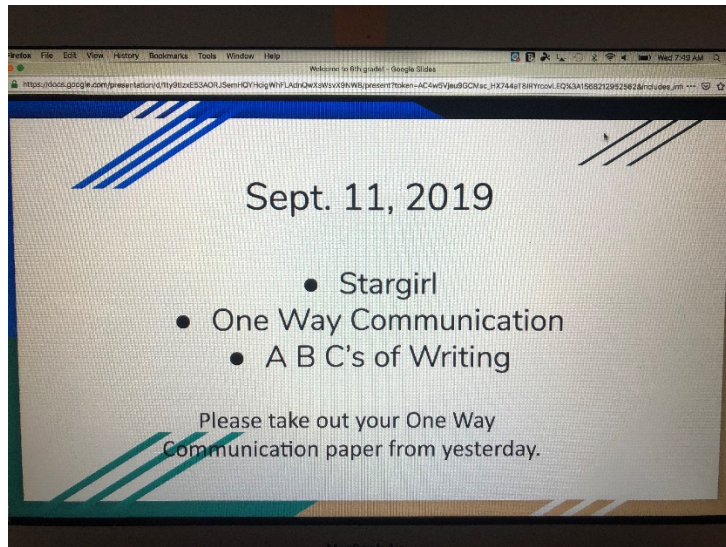 Firefox File Edit View History Bookmarks Tools Window Help
Wed 7:49 AM
Welcome to 6th grade! - Google Slides
Sept. 11, 2019
● Stargirl
● One Way Communication
● A B C's of Writing
Please take out your One Way
Communication paper from yesterday.